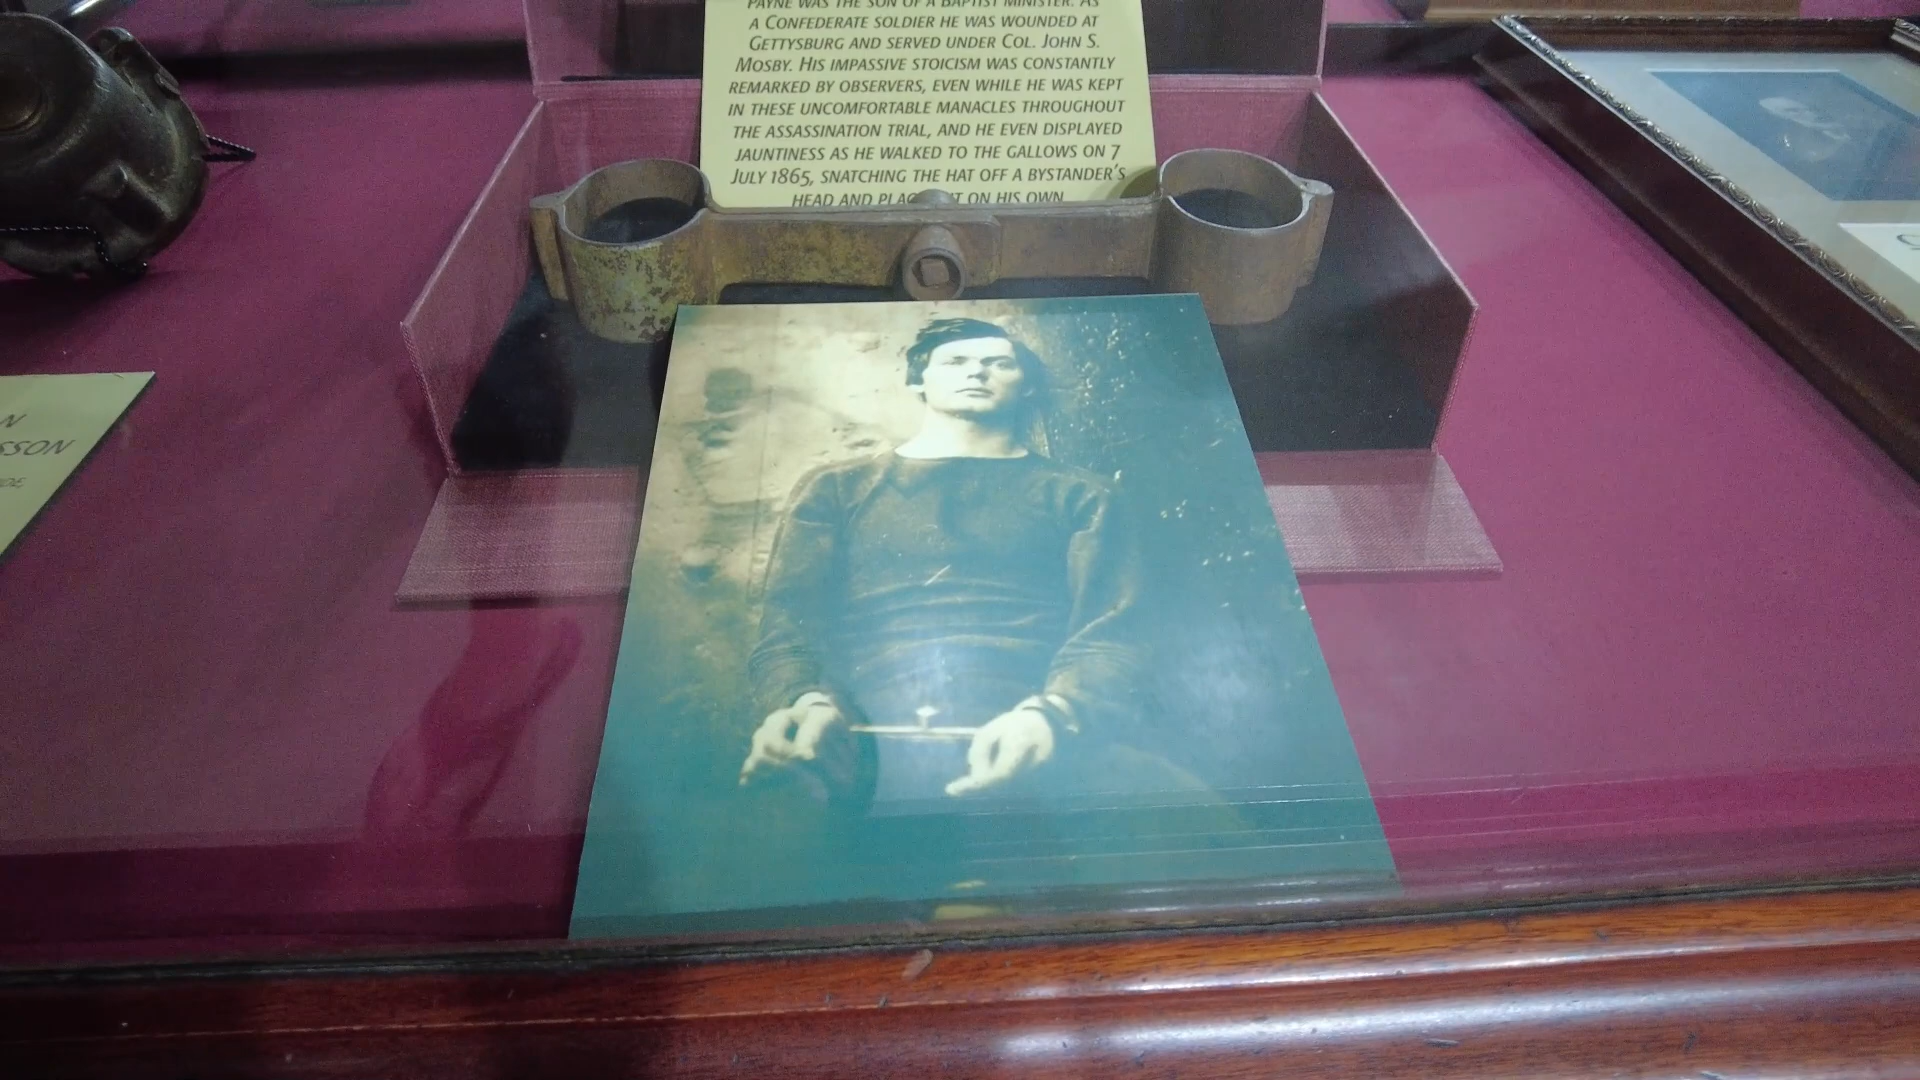 PAYNE WAS THE SON OF A BAPTIST MINISTER. AS
A CONFEDERATE SOLDIER HE WAS WOUNDED AT
GETTYSBURG AND SERVED UNDER COL. JOHN S.
MOSBY. HIS IMPASSIVE STOICISM WAS CONSTANTLY
REMARKED BY OBSERVERS, EVEN WHILE HE WAS KEPT
IN THESE UNCOMFORTABLE MANACLES THROUGHOUT
THE ASSASSINATION TRIAL, AND HE EVEN DISPLAYED
JAUNTINESS AS HE WALKED TO THE GALLOWS ON 7
JULY 1865, SNATCHING THE HAT OFF A BYSTANDER'S
HEAD AND ON HIS OWN